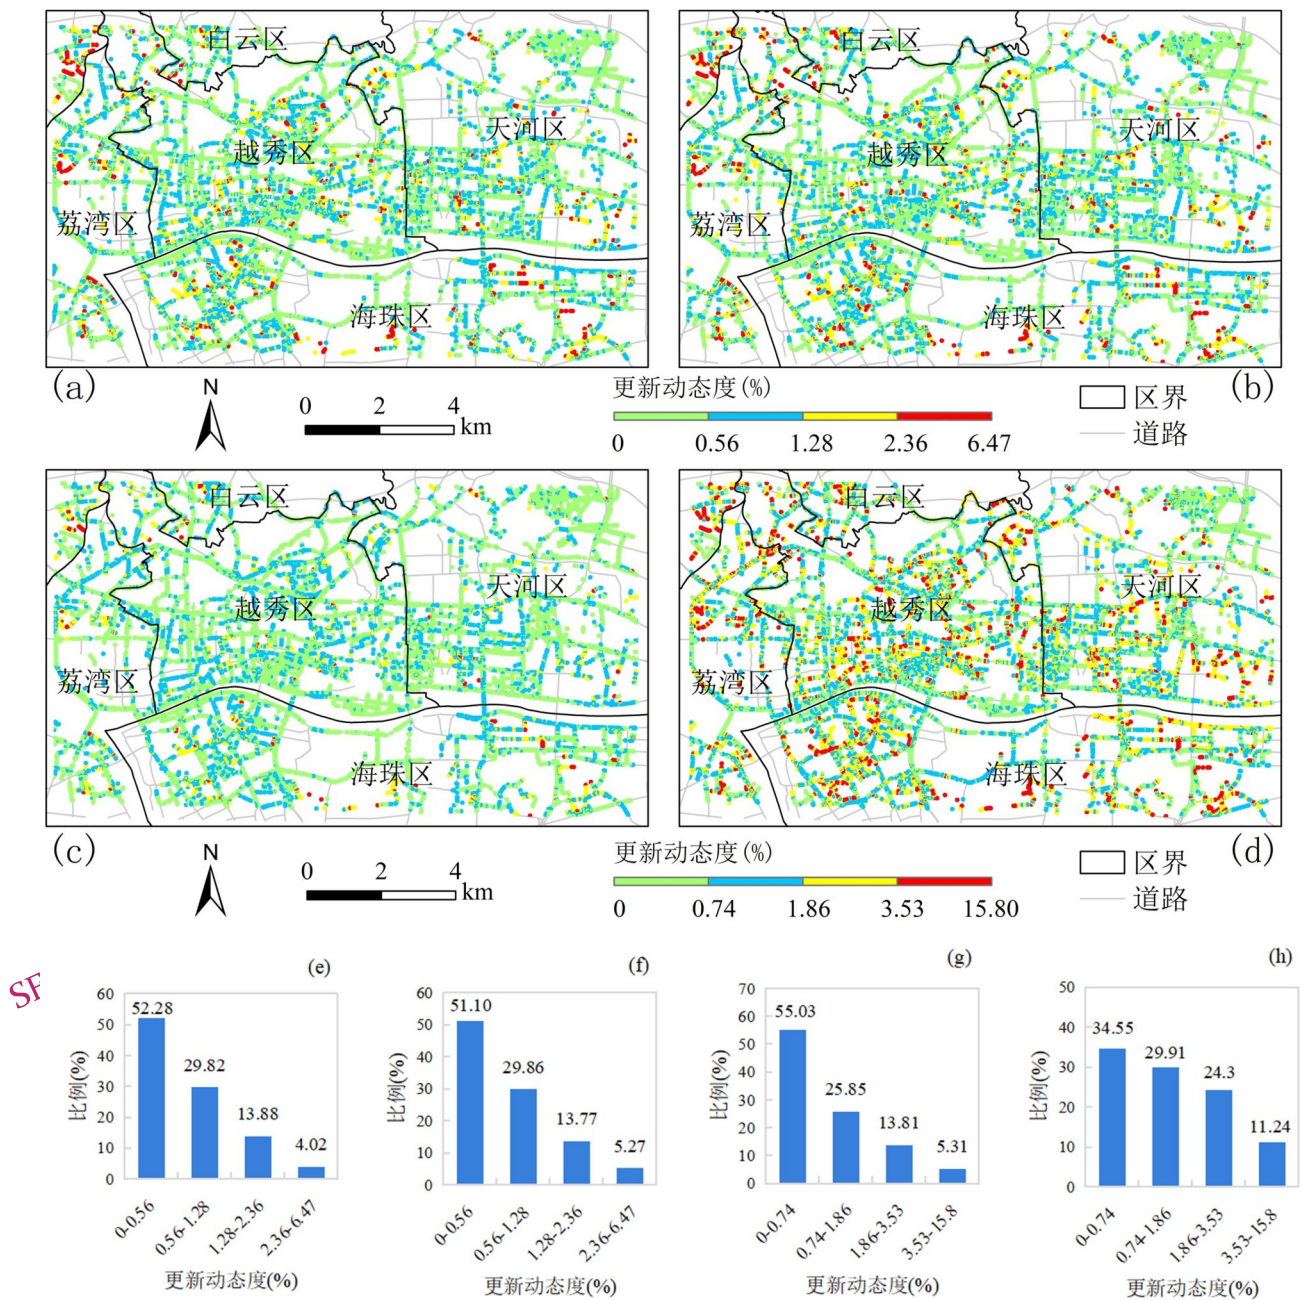 白云区
天河区
越秀区
荔湾区
海珠区
(a)
白云区
天河区
越秀区
荔湾区
海珠区
(b)
N
0 2 4
km
更新动态度(%)
0 0.56 1.28 2.36 6.47
区界
道路
白云区
天河区
越秀区
荔湾区
海珠区
(c)
白云区
天河区
越秀区
荔湾区
海珠区
(d)
N
0 2 4
km
更新动态度(%)
0 0.74 1.86 3.53 15.80
区界
道路
(e)
比例(%)
60
50
40
30
20
10
0
52.28
29.82
13.88
4.02
0-0.56
0.56-1.28
1.28-2.36
2.36-6.47
更新动态度(%)
(f)
比例(%)
60
50
40
30
20
10
0
51.10
29.86
13.77
5.27
0-0.56
0.56-1.28
1.28-2.36
2.36-6.47
更新动态度(%)
(g)
比例(%)
70
60
50
40
30
20
10
0
55.03
25.85
13.81
5.31
0-0.74
0.74-1.86
1.86-3.53
3.53-15.8
更新动态度(%)
(h)
比例(%)
50
40
30
20
10
0
34.55
29.91
24.3
11.24
0-0.74
0.74-1.86
1.86-3.53
3.53-15.8
更新动态度(%)